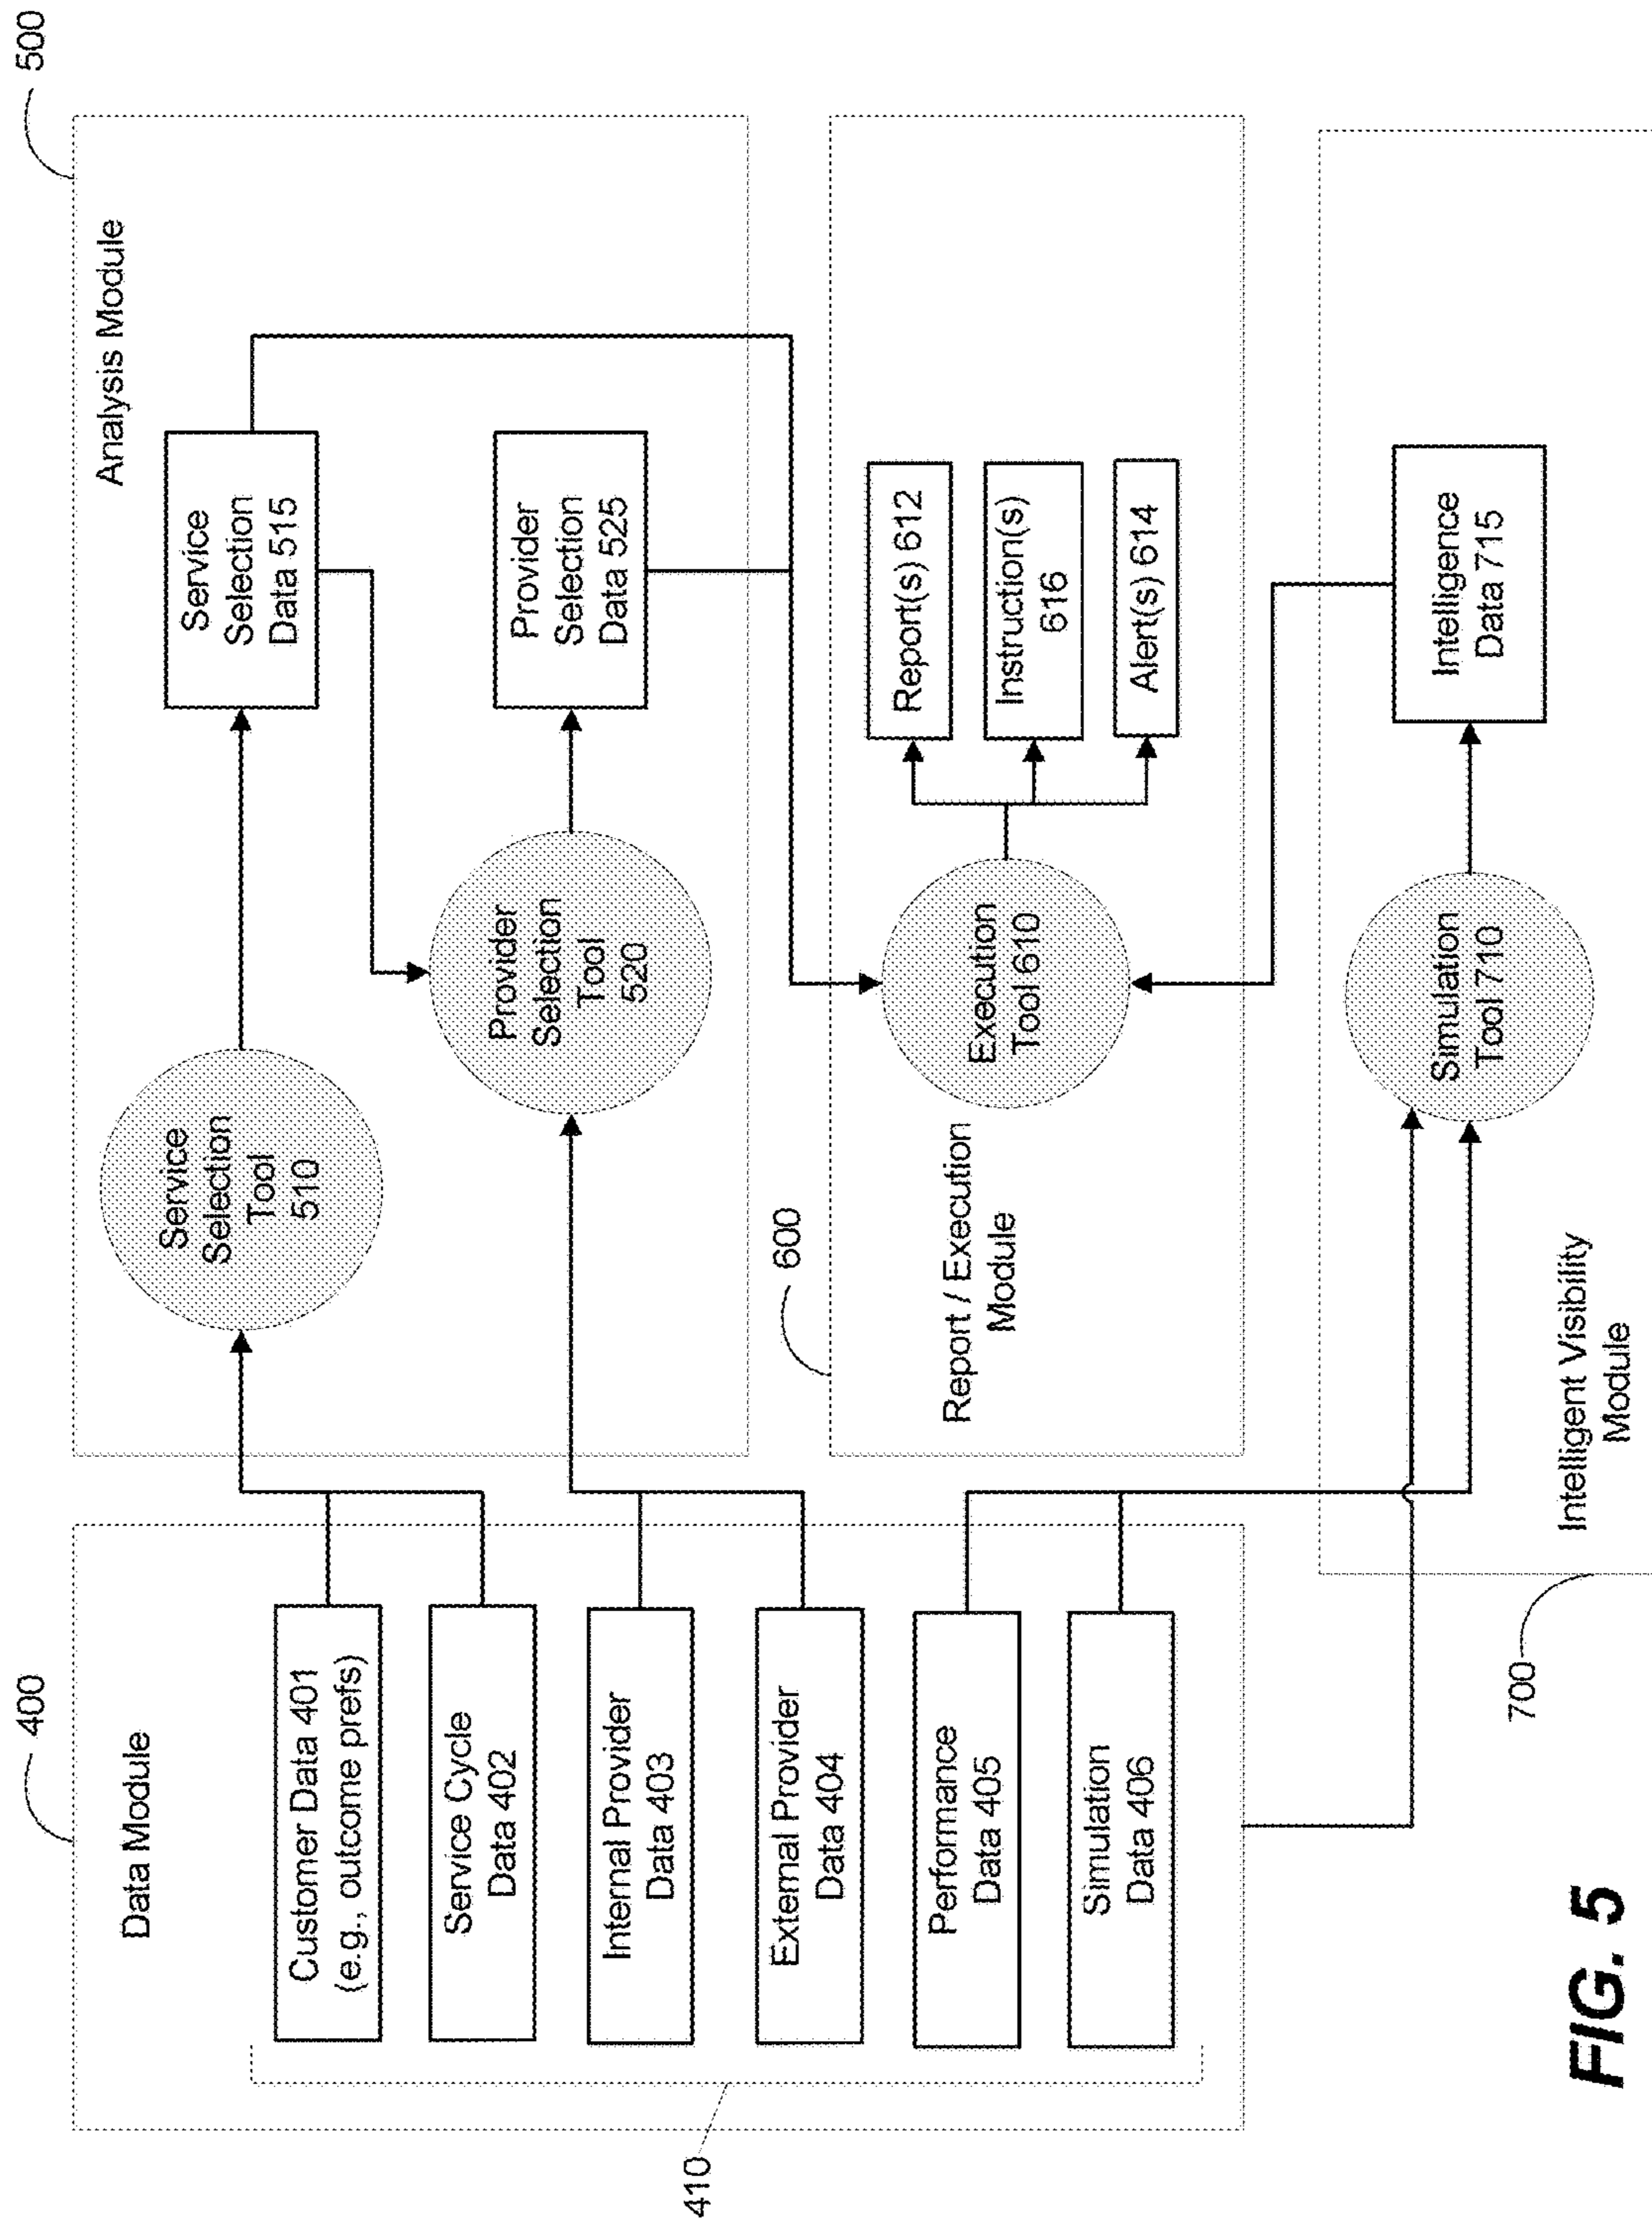 400
Data Module
Customer Data 401
(e.g., outcome prefs)
Service Cycle
Data 402
Internal Provider
Data 403
External Provider
Data 404
Performance
Data 405
Simulation
Data 406
410
500
Analysis Module
Service
Selection
Tool
510
Service
Selection
Data 515
Provider
Selection
Tool
520
Provider
Selection
Data 525
600
Report / Execution
Module
Execution
Tool 610
Report(s) 612
Instruction(s)
616
Alert(s) 614
700
Intelligent Visibility
Module
Simulation
Tool 710
Intelligence
Data 715
FIG. 5